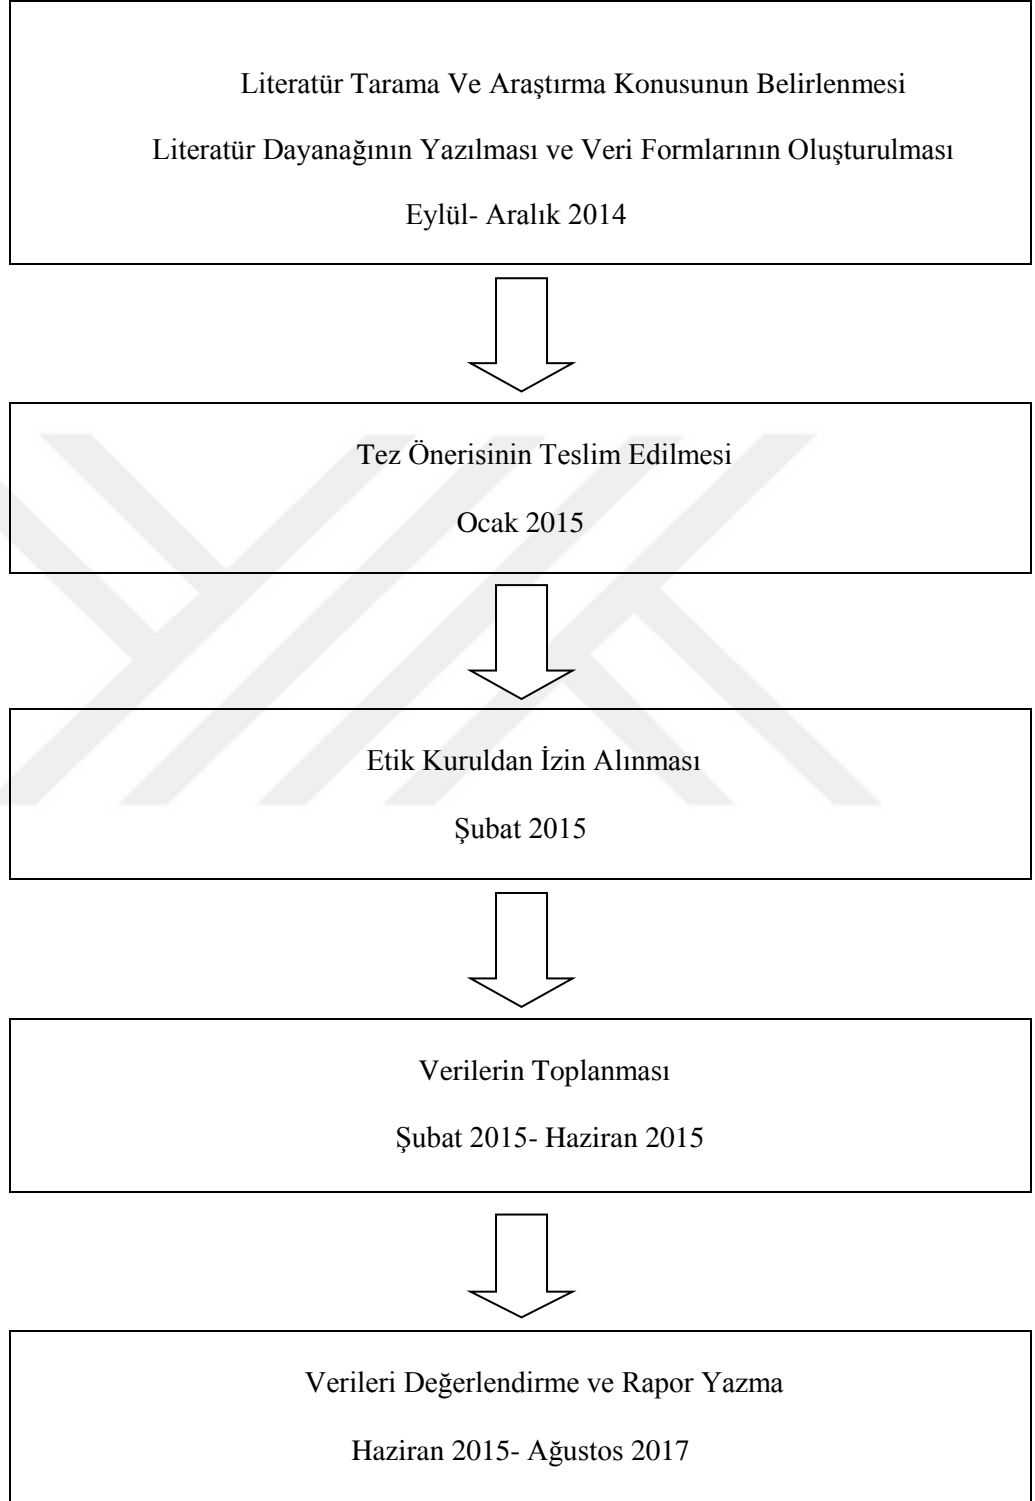 Literatür Tarama Ve Araştırma Konusunun Belirlenmesi
Literatür Dayanağının Yazılması ve Veri Formlarının Oluşturulması
Eylül- Aralık 2014
Tez Önerisinin Teslim Edilmesi
Ocak 2015
Etik Kuruldan İzin Alınması
Şubat 2015
Verilerin Toplanması
Şubat 2015- Haziran 2015
Verileri Değerlendirme ve Rapor Yazma
Haziran 2015- Ağustos 2017